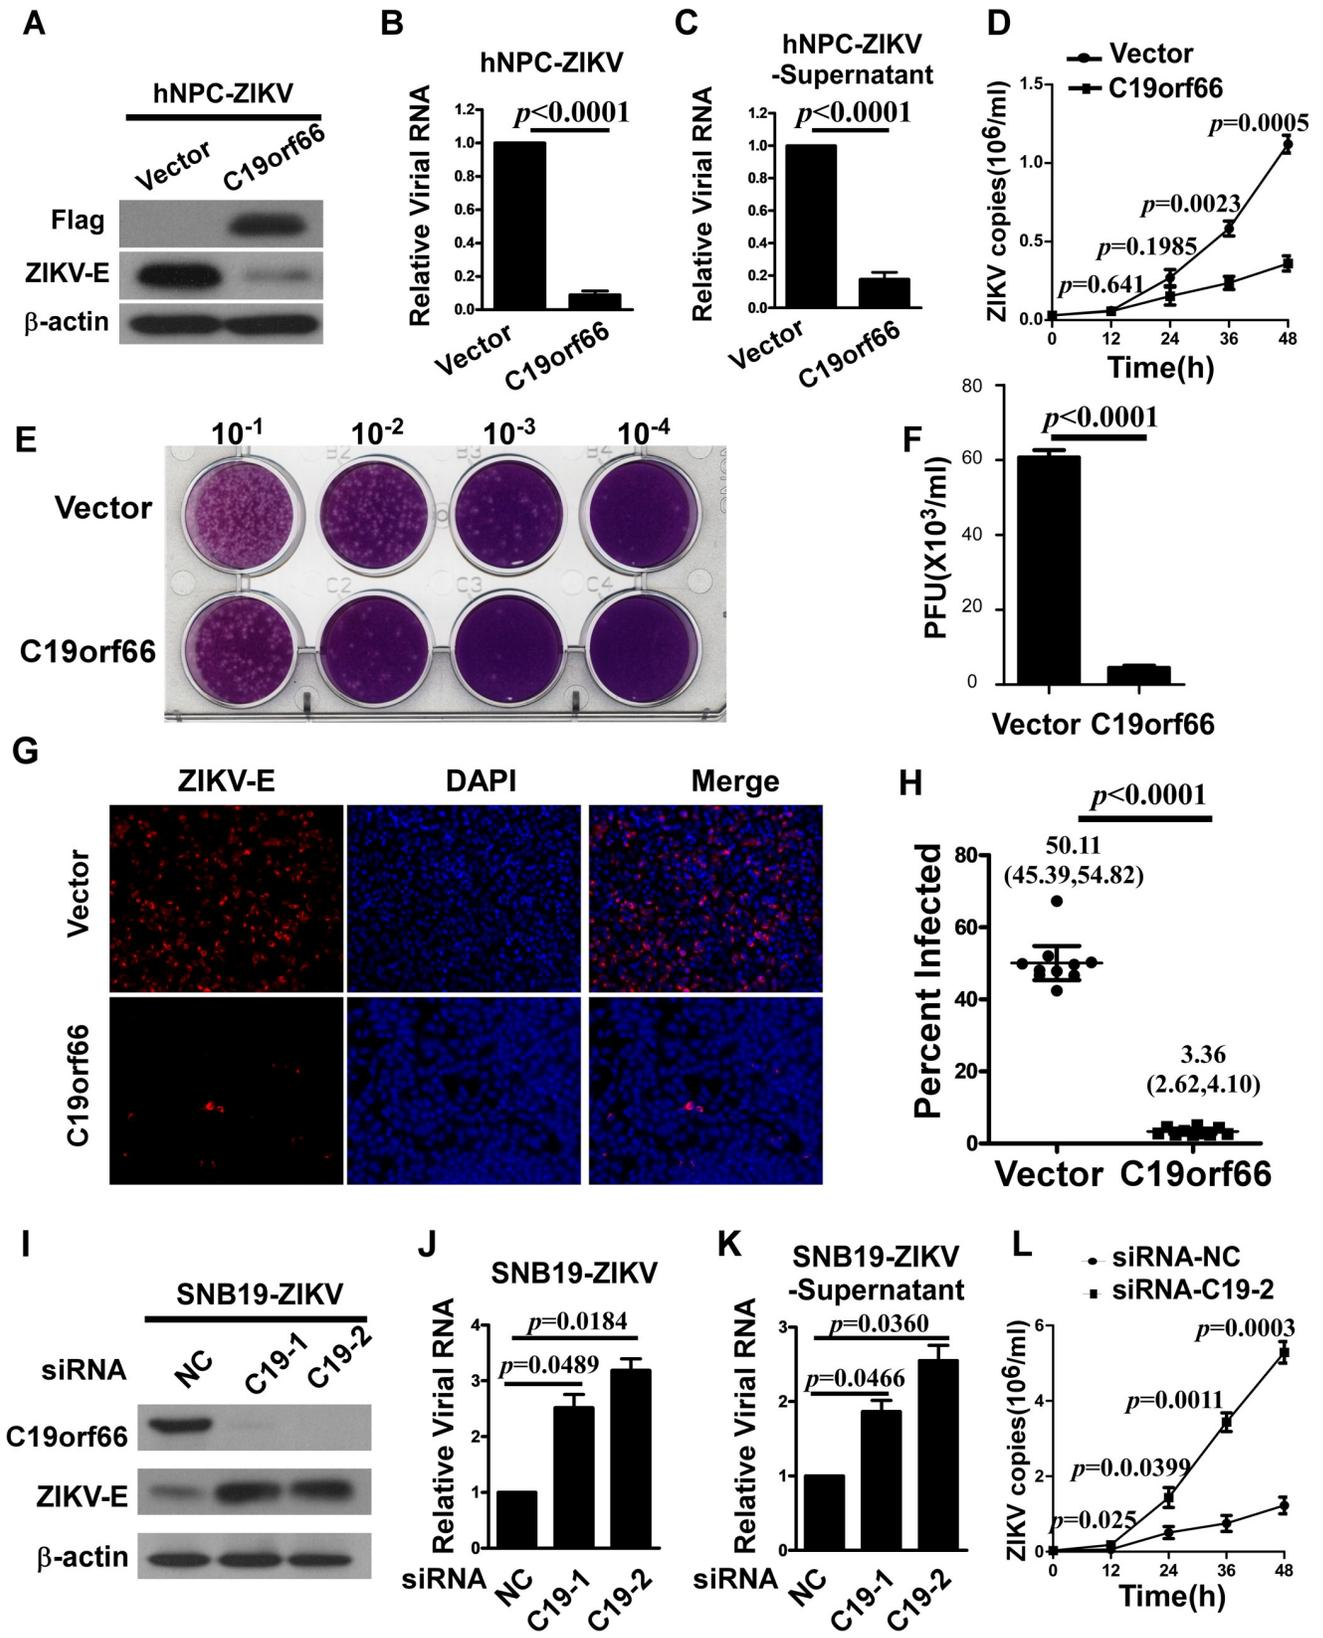 A
hNPC-ZIKV
Vector
C19orf66
Flag
ZIKV-E
β-actin
B
hNPC-ZIKV
Relative Virial RNA
1.2
1.0
0.8
0.6
0.4
0.2
0.0
p<0.0001
Vector
C19orf66
C
hNPC-ZIKV
-Supernatant
Relative Virial RNA
1.2
1.0
0.8
0.6
0.4
0.2
0.0
p<0.0001
Vector
C19orf66
D
Vector
C19orf66
ZIKV copies(10⁶/ml)
1.5
1.0
0.5
0.0
p=0.0005
p=0.0023
p=0.1985
p=0.641
0 12 24 36 48
Time(h)
E
10⁻¹ 10⁻² 10⁻³ 10⁻⁴
Vector
C19orf66
B2 B3 B4
C2 C3 C4
F
PFU(X10³/ml)
80
60
40
20
0
p<0.0001
Vector C19orf66
G
ZIKV-E DAPI Merge
Vector
C19orf66
H
Percent Infected
p<0.0001
50.11
(45.39,54.82)
3.36
(2.62,4.10)
80
60
40
20
0
Vector C19orf66
I
SNB19-ZIKV
siRNA NC C19-1 C19-2
C19orf66
ZIKV-E
β-actin
J
SNB19-ZIKV
Relative Virial RNA
4
3
2
1
0
p=0.0184
p=0.0489
siRNA NC C19-1 C19-2
K
SNB19-ZIKV
-Supernatant
Relative Virial RNA
3
2
1
0
p=0.0360
p=0.0466
siRNA NC C19-1 C19-2
L
siRNA-NC
siRNA-C19-2
ZIKV copies(10⁶/ml)
6
4
2
0
p=0.0003
p=0.0011
p=0.0.0399
p=0.025
0 12 24 36 48
Time(h)